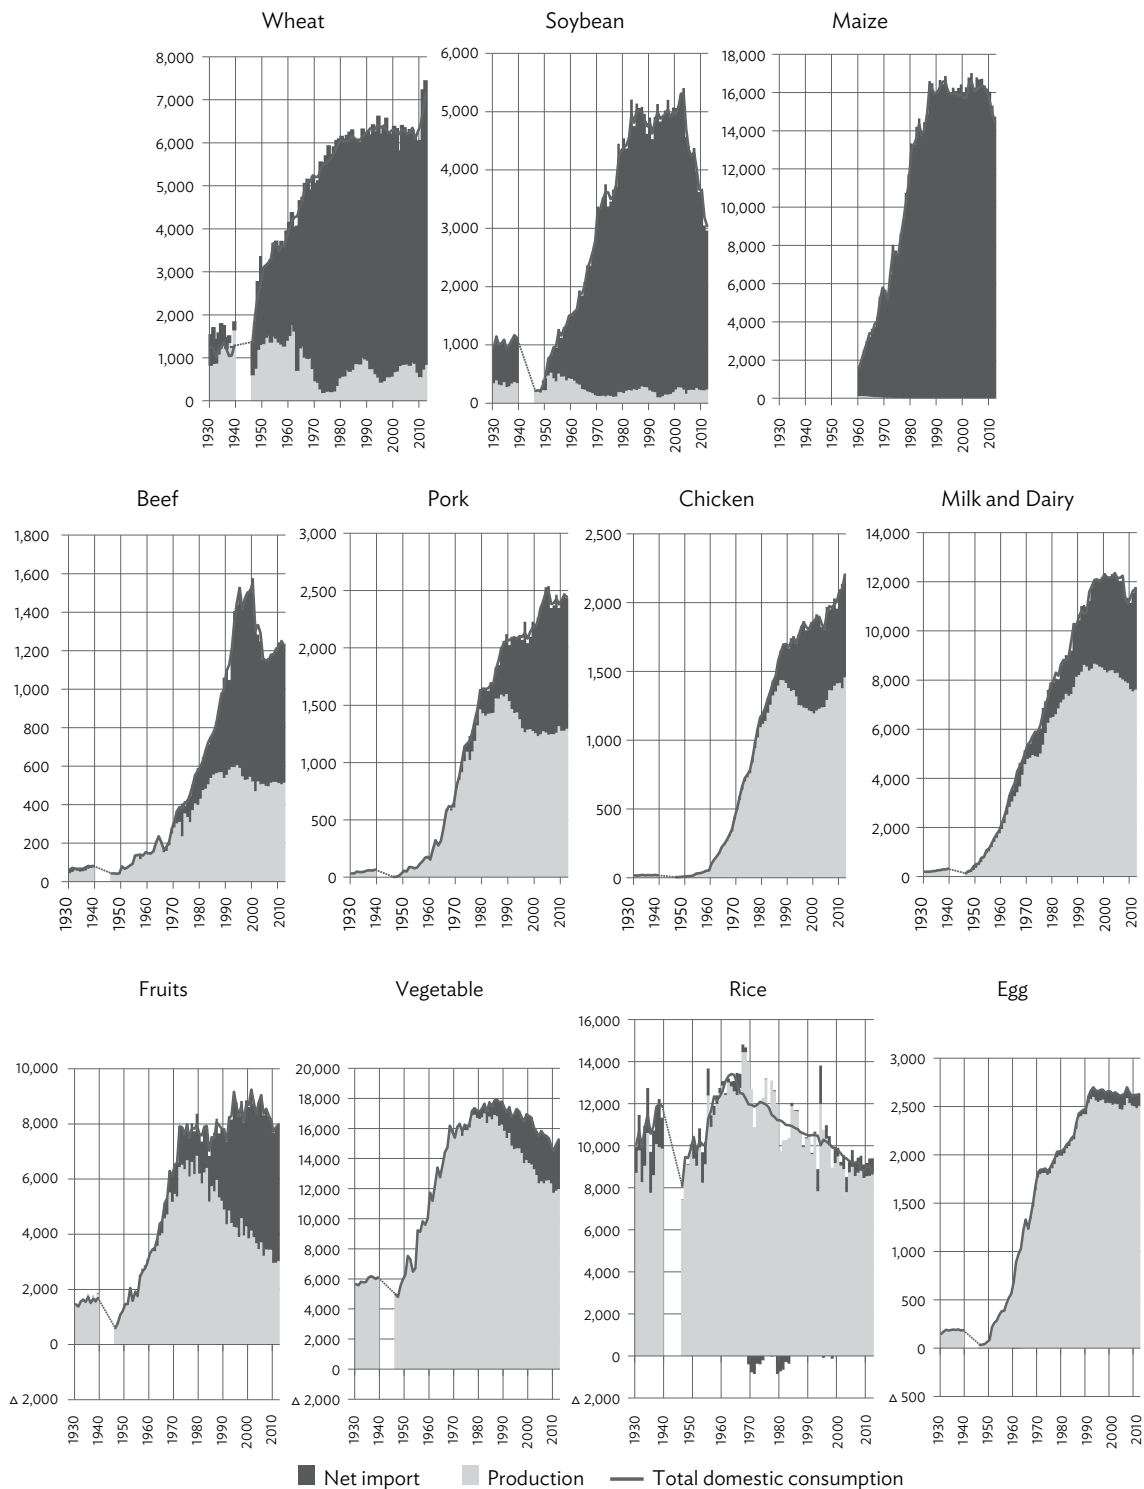 Wheat Soybean Maize
8,000 6,000 18,000
7,000 5,000 16,000
6,000 4,000 14,000
5,000 3,000 12,000
4,000 2,000 10,000
3,000 1,000 8,000
2,000 0 6,000
1,000 4,000
0 2,000
0
1930 1940 1950 1960 1970 1980 1990 2000 2010 1930 1940 1950 1960 1970 1980 1990 2000 2010 1930 1940 1950 1960 1970 1980 1990 2000 2010
Beef Pork Chicken Milk and Dairy
1,800 3,000 2,500 14,000
1,600 2,500 2,000 12,000
1,400 2,000 1,500 10,000
1,200 1,500 1,000 8,000
1,000 1,000 500 6,000
800 500 0 4,000
600 0 2,000
400 0
200
0
1930 1940 1950 1960 1970 1980 1990 2000 2010 1930 1940 1950 1960 1970 1980 1990 2000 2010 1930 1940 1950 1960 1970 1980 1990 2000 2010 1930 1940 1950 1960 1970 1980 1990 2000 2010
Fruits Vegetable Rice Egg
10,000 20,000 16,000 3,000
8,000 18,000 14,000 2,500
6,000 16,000 12,000 2,000
4,000 14,000 10,000 1,500
2,000 12,000 8,000 1,000
0 10,000 6,000 500
Δ 2,000 8,000 4,000 0
6,000 2,000 Δ 500
4,000 0
2,000 Δ 2,000
0
Δ 2,000
1930 1940 1950 1960 1970 1980 1990 2000 2010 1930 1940 1950 1960 1970 1980 1990 2000 2010 1930 1940 1950 1960 1970 1980 1990 2000 2010 1930 1940 1950 1960 1970 1980 1990 2000 2010
Net import Production Total domestic consumption